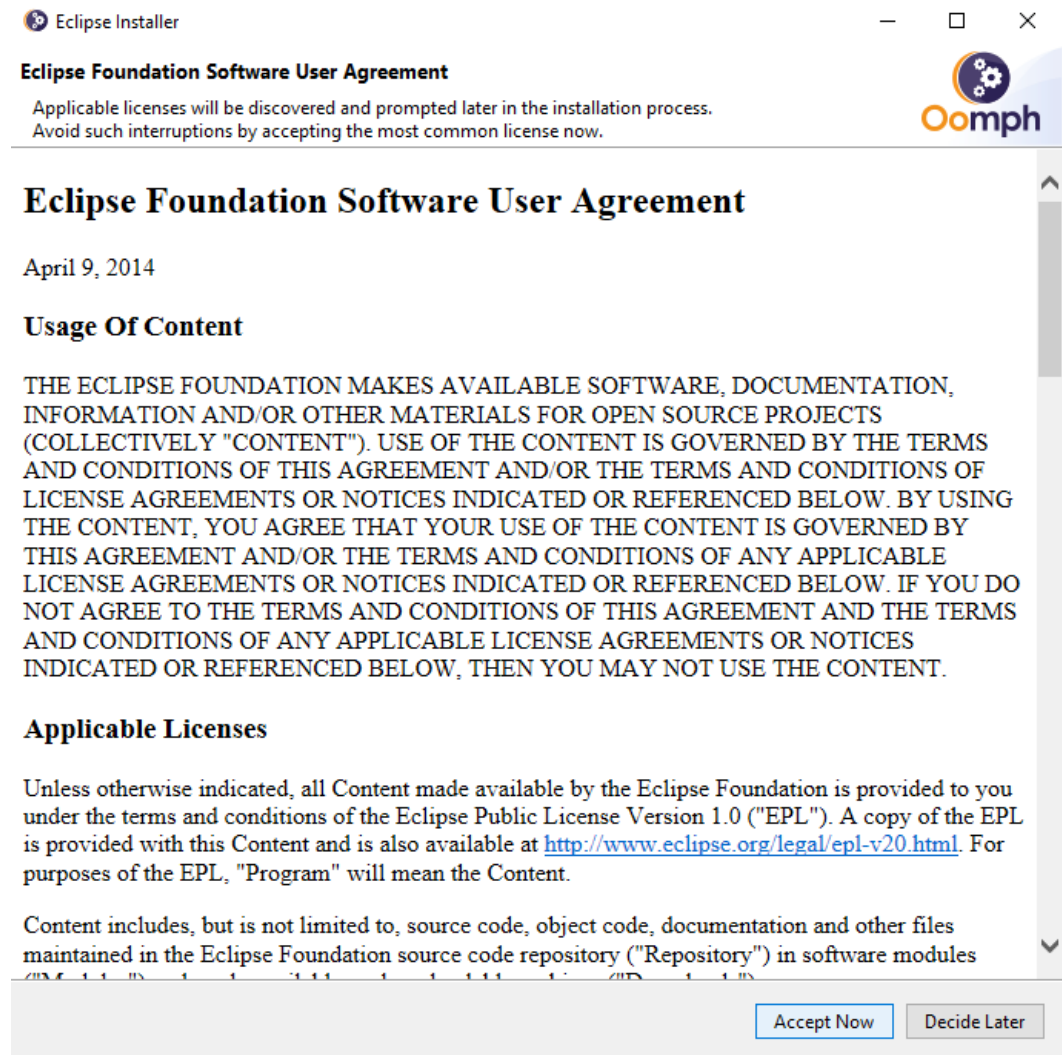 Eclipse Installer
Eclipse Foundation Software User Agreement
Applicable licenses will be discovered and prompted later in the installation process.
Avoid such interruptions by accepting the most common license now.
Oomph
Eclipse Foundation Software User Agreement
April 9, 2014
Usage Of Content
THE ECLIPSE FOUNDATION MAKES AVAILABLE SOFTWARE, DOCUMENTATION,
INFORMATION AND/OR OTHER MATERIALS FOR OPEN SOURCE PROJECTS
(COLLECTIVELY "CONTENT"). USE OF THE CONTENT IS GOVERNED BY THE TERMS
AND CONDITIONS OF THIS AGREEMENT AND/OR THE TERMS AND CONDITIONS OF
LICENSE AGREEMENTS OR NOTICES INDICATED OR REFERENCED BELOW. BY USING
THE CONTENT, YOU AGREE THAT YOUR USE OF THE CONTENT IS GOVERNED BY
THIS AGREEMENT AND/OR THE TERMS AND CONDITIONS OF ANY APPLICABLE
LICENSE AGREEMENTS OR NOTICES INDICATED OR REFERENCED BELOW. IF YOU DO
NOT AGREE TO THE TERMS AND CONDITIONS OF THIS AGREEMENT AND THE TERMS
AND CONDITIONS OF ANY APPLICABLE LICENSE AGREEMENTS OR NOTICES
INDICATED OR REFERENCED BELOW, THEN YOU MAY NOT USE THE CONTENT.
Applicable Licenses
Unless otherwise indicated, all Content made available by the Eclipse Foundation is provided to you
under the terms and conditions of the Eclipse Public License Version 1.0 ("EPL"). A copy of the EPL
is provided with this Content and is also available at http://www.eclipse.org/legal/epl-v20.html. For
purposes of the EPL, "Program" will mean the Content.
Content includes, but is not limited to, source code, object code, documentation and other files
maintained in the Eclipse Foundation source code repository ("Repository") in software modules
Accept Now
Decide Later